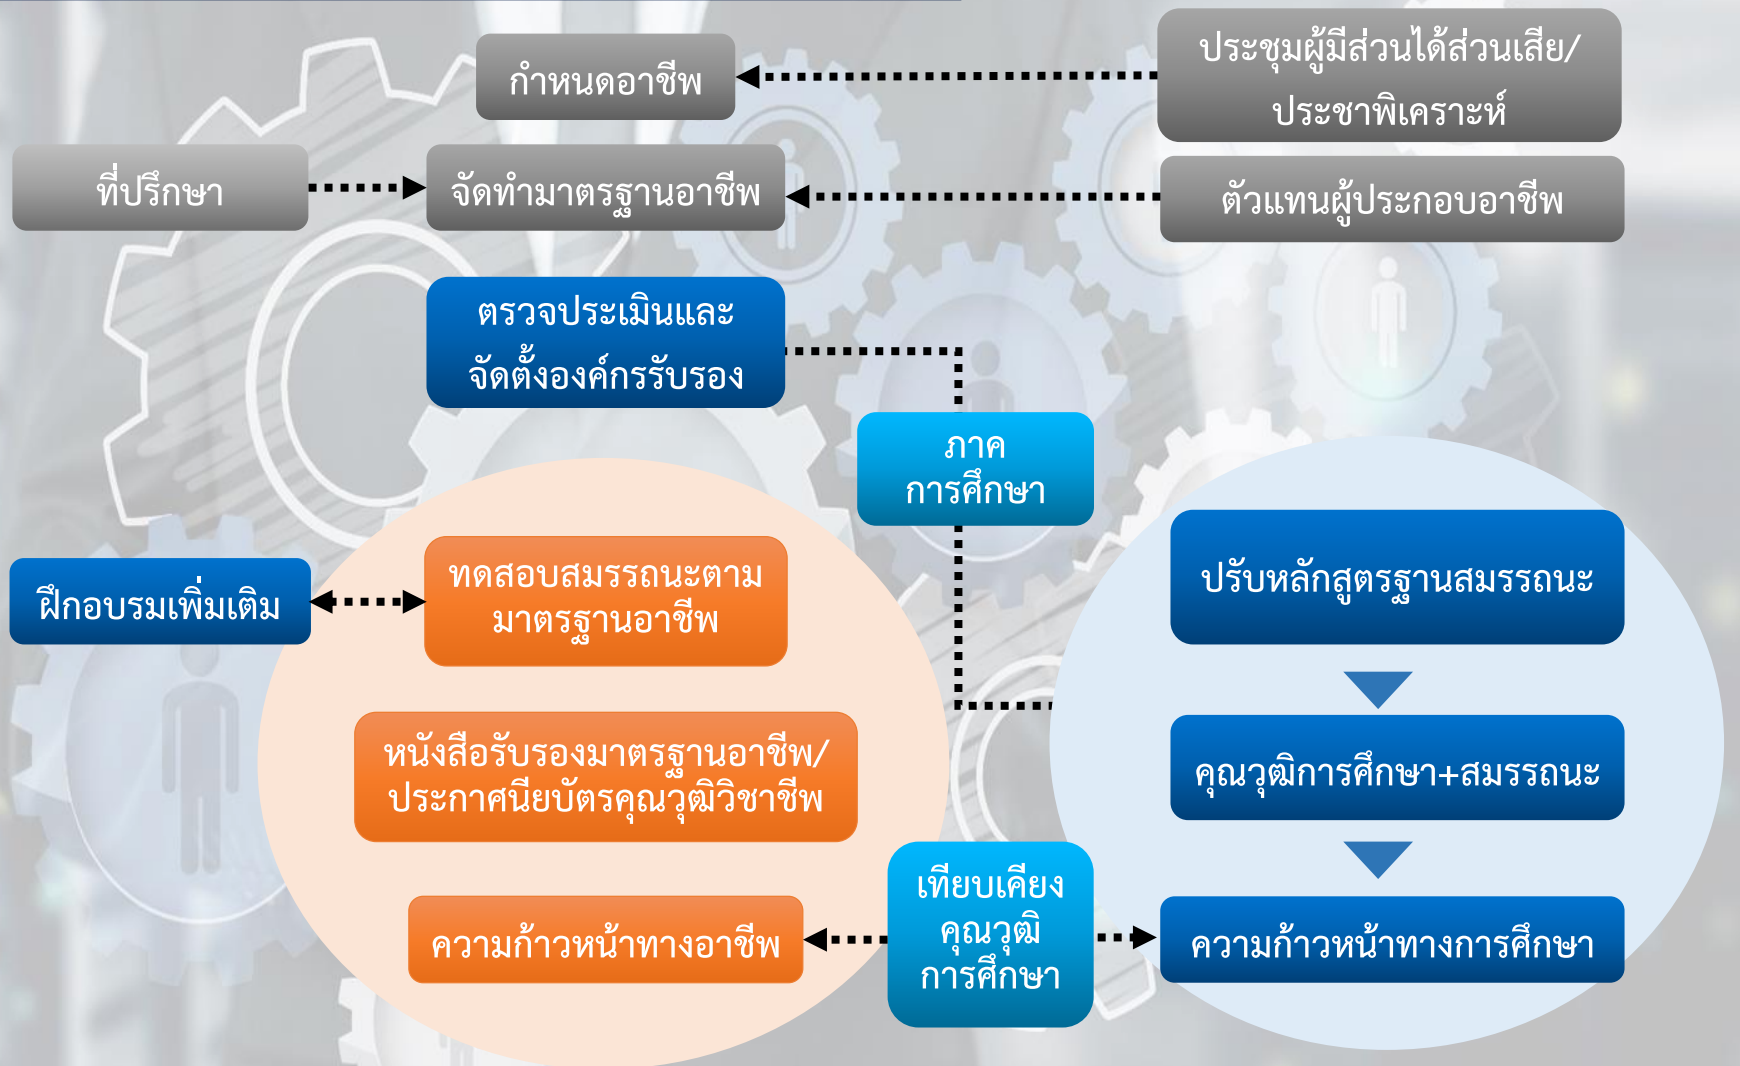 กำหนดอาชีพ
ประชุมผู้มีส่วนได้ส่วนเสีย/
ประชาพิเคราะห์
ที่ปรึกษา
จัดทำมาตรฐานอาชีพ
ตัวแทนผู้ประกอบอาชีพ
ตรวจประเมินและ
จัดตั้งองค์กรรับรอง
ภาค
การศึกษา
ฝึกอบรมเพิ่มเติม
ทดสอบสมรรถนะตาม
มาตรฐานอาชีพ
ปรับหลักสูตรฐานสมรรถนะ
หนังสือรับรองมาตรฐานอาชีพ/
ประกาศนียบัตรคุณวุฒิวิชาชีพ
คุณวุฒิการศึกษา+สมรรถนะ
ความก้าวหน้าทางอาชีพ
เทียบเคียง
คุณวุฒิ
การศึกษา
ความก้าวหน้าทางการศึกษา